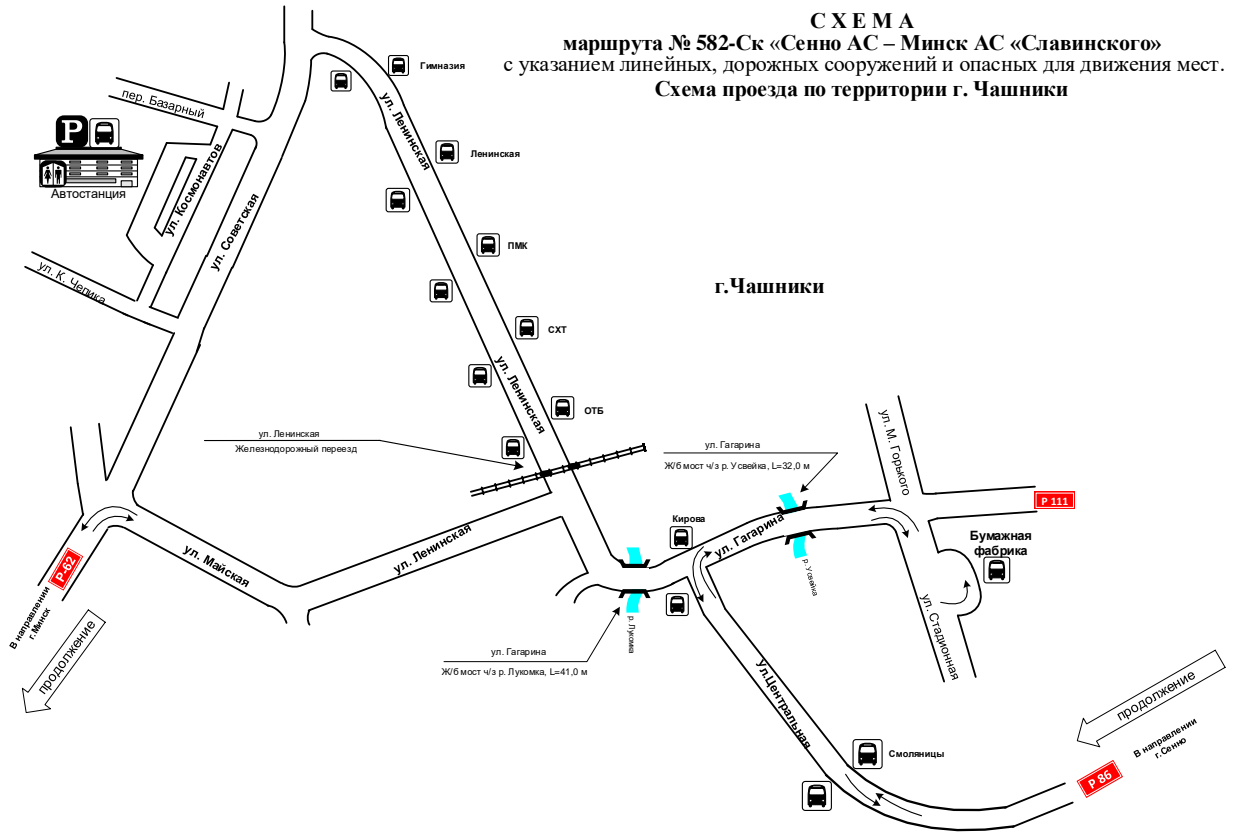 С Х Е М А
маршрута № 582-Ск «Сенно АС – Минск АС «Славинского»
с указанием линейных, дорожных сооружений и опасных для движения мест.
Схема проезда по территории г. Чашники
Гимназия
пер. Базарный
P
ул. Ленинская
Ленинская
Автостанция
ул. Космонавтов
ул. Советская
ПМК
ул. К. Чепика
г.Чашники
СХТ
ул. Ленинская
ОТБ
ул. Ленинская
Железнодорожный переезд
ул. Гагарина
Ж/б мост ч/з р. Усвейка, L=32,0 м
ул. М. Горького
Р 111
Кирова
ул. Гагарина
Бумажная
фабрика
р. Усвейка
ул. Майская
ул. Ленинская
Р-62
В направлении
г.Минск
продолжение
р. Лукомка
ул. Стадионная
ул. Гагарина
Ж/б мост ч/з р. Лукомка, L=41,0 м
Ул.Центральная
продолжение
Смоляницы
В направлении
г.Сенно
Р 86